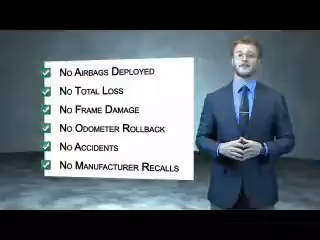 No Airbags Deployed
No Total Loss
No Frame Damage
No Odometer Rollback
No Accidents
No Manufacturer Recalls